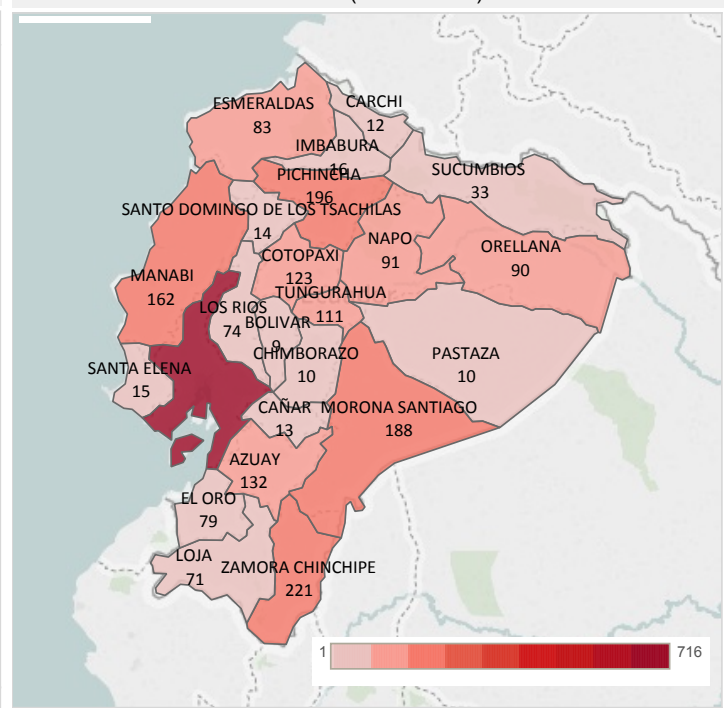 ESMERALDAS
83
CARCHI
12
IMBABURA
16
PICHINCHA
196
SUCUMBIOS
33
SANTO DOMINGO DE LOS TSACHILAS
14
NAPO
91
ORELLANA
90
COTOPAXI
123
MANABI
162
TUNGURAHUA
111
LOS RIOS
74
BOLIVAR
9
CHIMBORAZO
10
PASTAZA
10
SANTA ELENA
15
CAÑAR
13
MORONA SANTIAGO
188
AZUAY
132
EL ORO
79
LOJA
71
ZAMORA CHINCHIPE
221
1
716